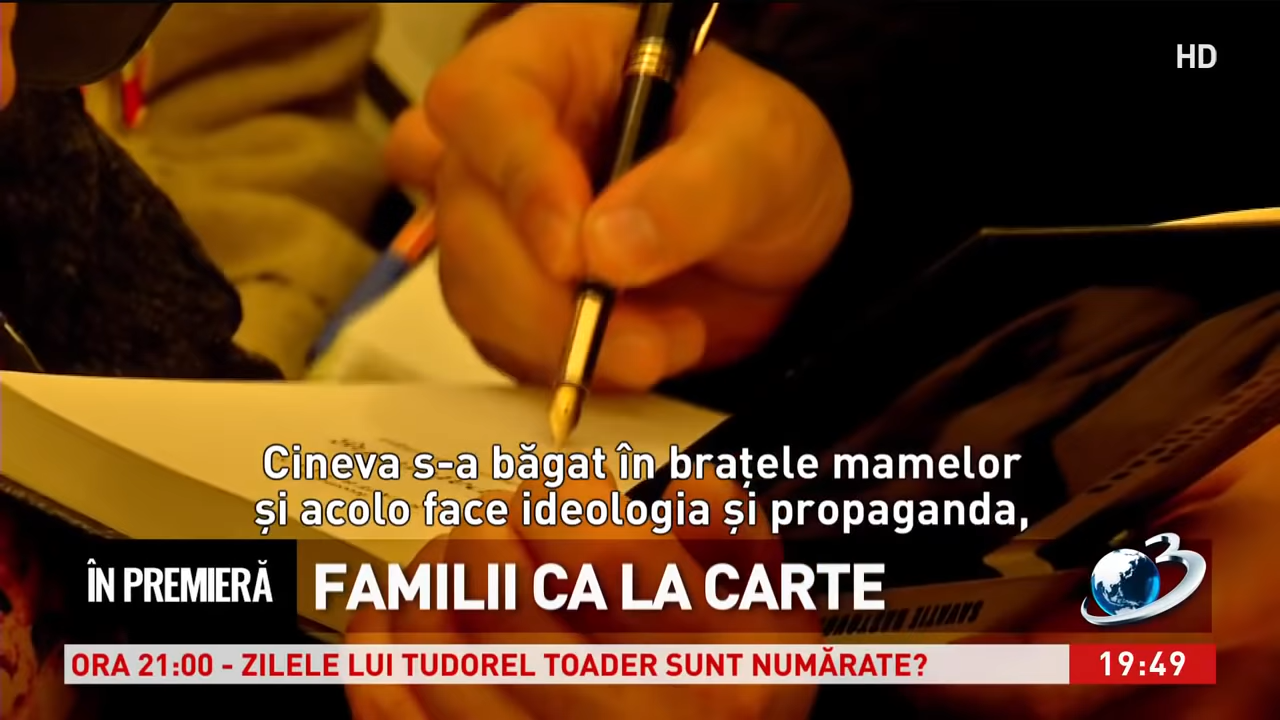 HD
Cineva s-a băgat în brațele mamelor
și acolo face ideologia și propaganda,
ÎN PREMIERĂ
FAMILII CA LA CARTE
3
ORA 21:00 - ZILELE LUI TUDOREL TOADER SUNT NUMĂRATE?
19:49